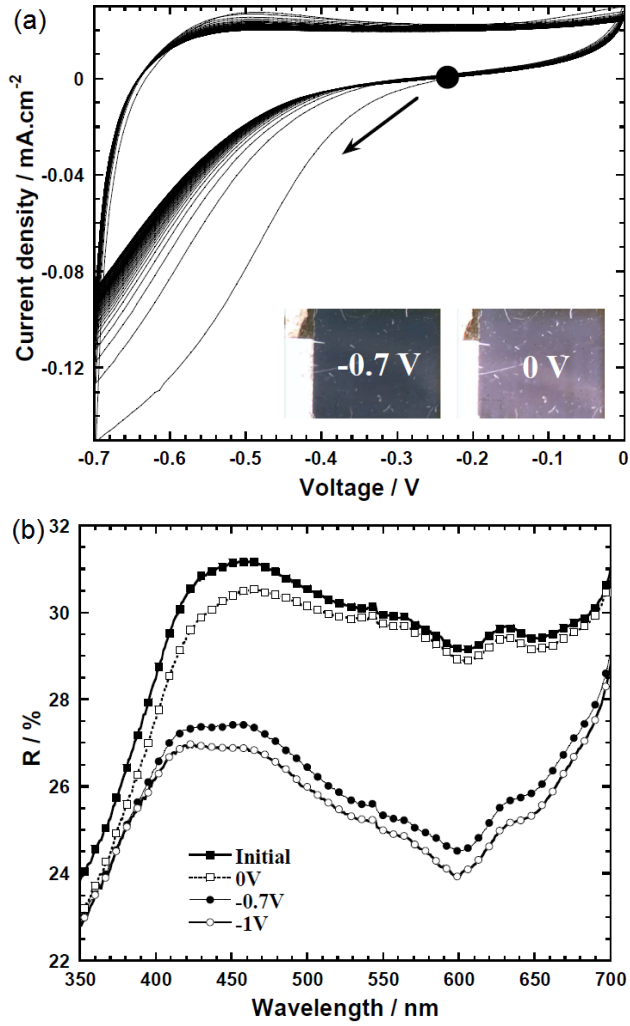 (a)
0
-0.04
-0.08
-0.12
Current density / mA.cm-2
-0.7 V
0 V
-0.7
-0.6
-0.5
-0.4
-0.3
-0.2
-0.1
0
Voltage / V
(b)
32
30
28
26
24
22
R / %
Initial
0V
-0.7V
-1V
350
400
450
500
550
600
650
700
Wavelength / nm